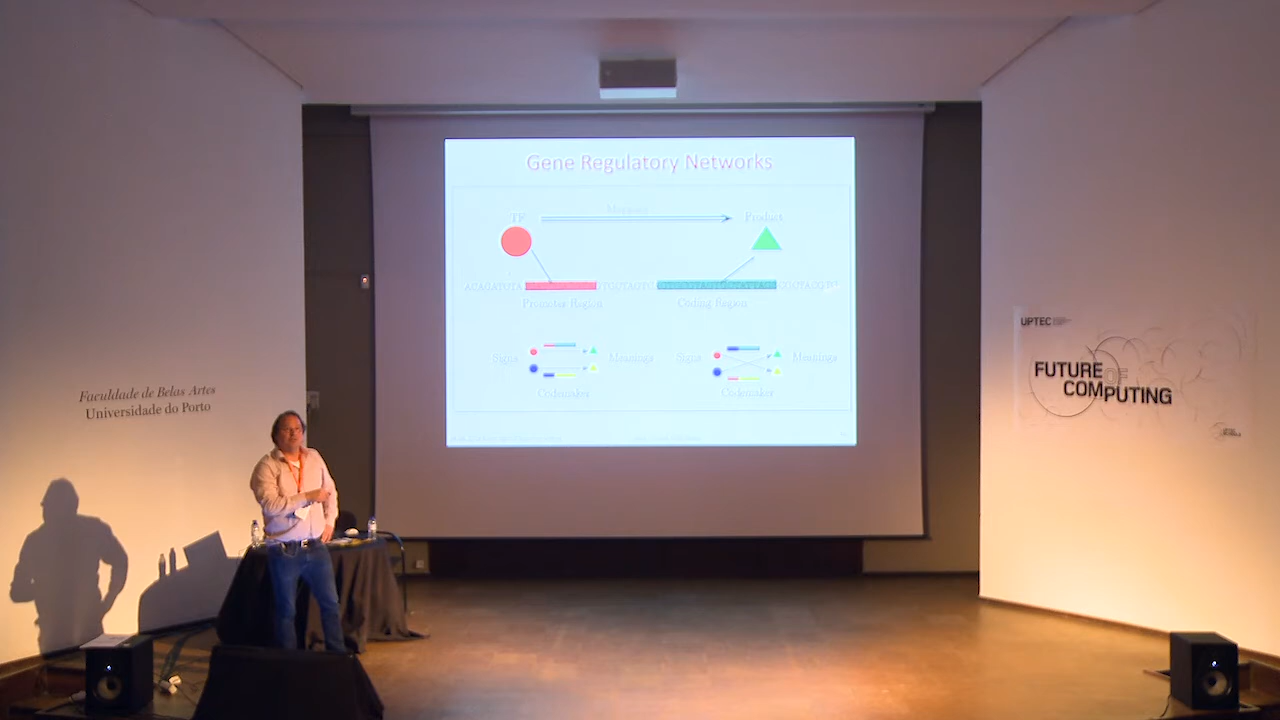 Gene Regulatory Networks
TF
Product
Promoter Region
Coding Region
Signs
Meanings
Codemaker
Signs
Meanings
Codemaker
Faculdade de Belas Artes
Universidade do Porto
UPTEC
FUTURE OF
COMPUTING